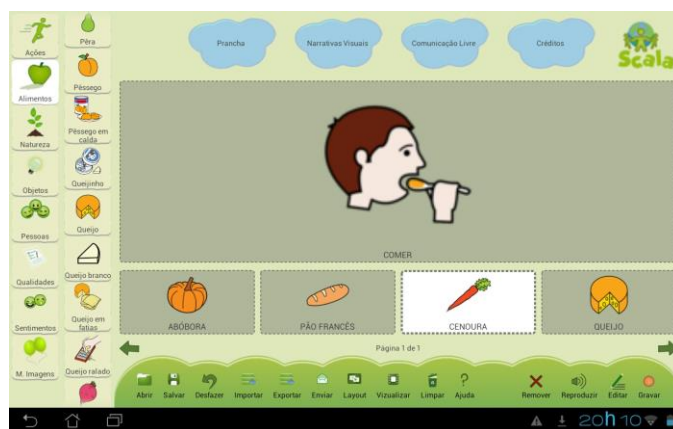 Prancha
Narrativas Visuais
Comunicação Livre
Créditos
Scala
Ações
Alimentos
Natureza
Objetos
Pessoas
Qualidades
Sentimentos
M. Imagens
Pêra
Pêssego
Pêssego em
calda
Queijinho
Queijo
Queijo branco
Queijo em
fatias
Queijo ralado
COMER
ABÓBORA
PÃO FRANCÊS
CENOURA
QUEIJO
Página 1 de 1
Abrir
Salvar
Desfazer
Importar
Exportar
Enviar
Layout
Vizualizar
Limpar
Ajuda
Remover
Reproduzir
Editar
Gravar
20h10